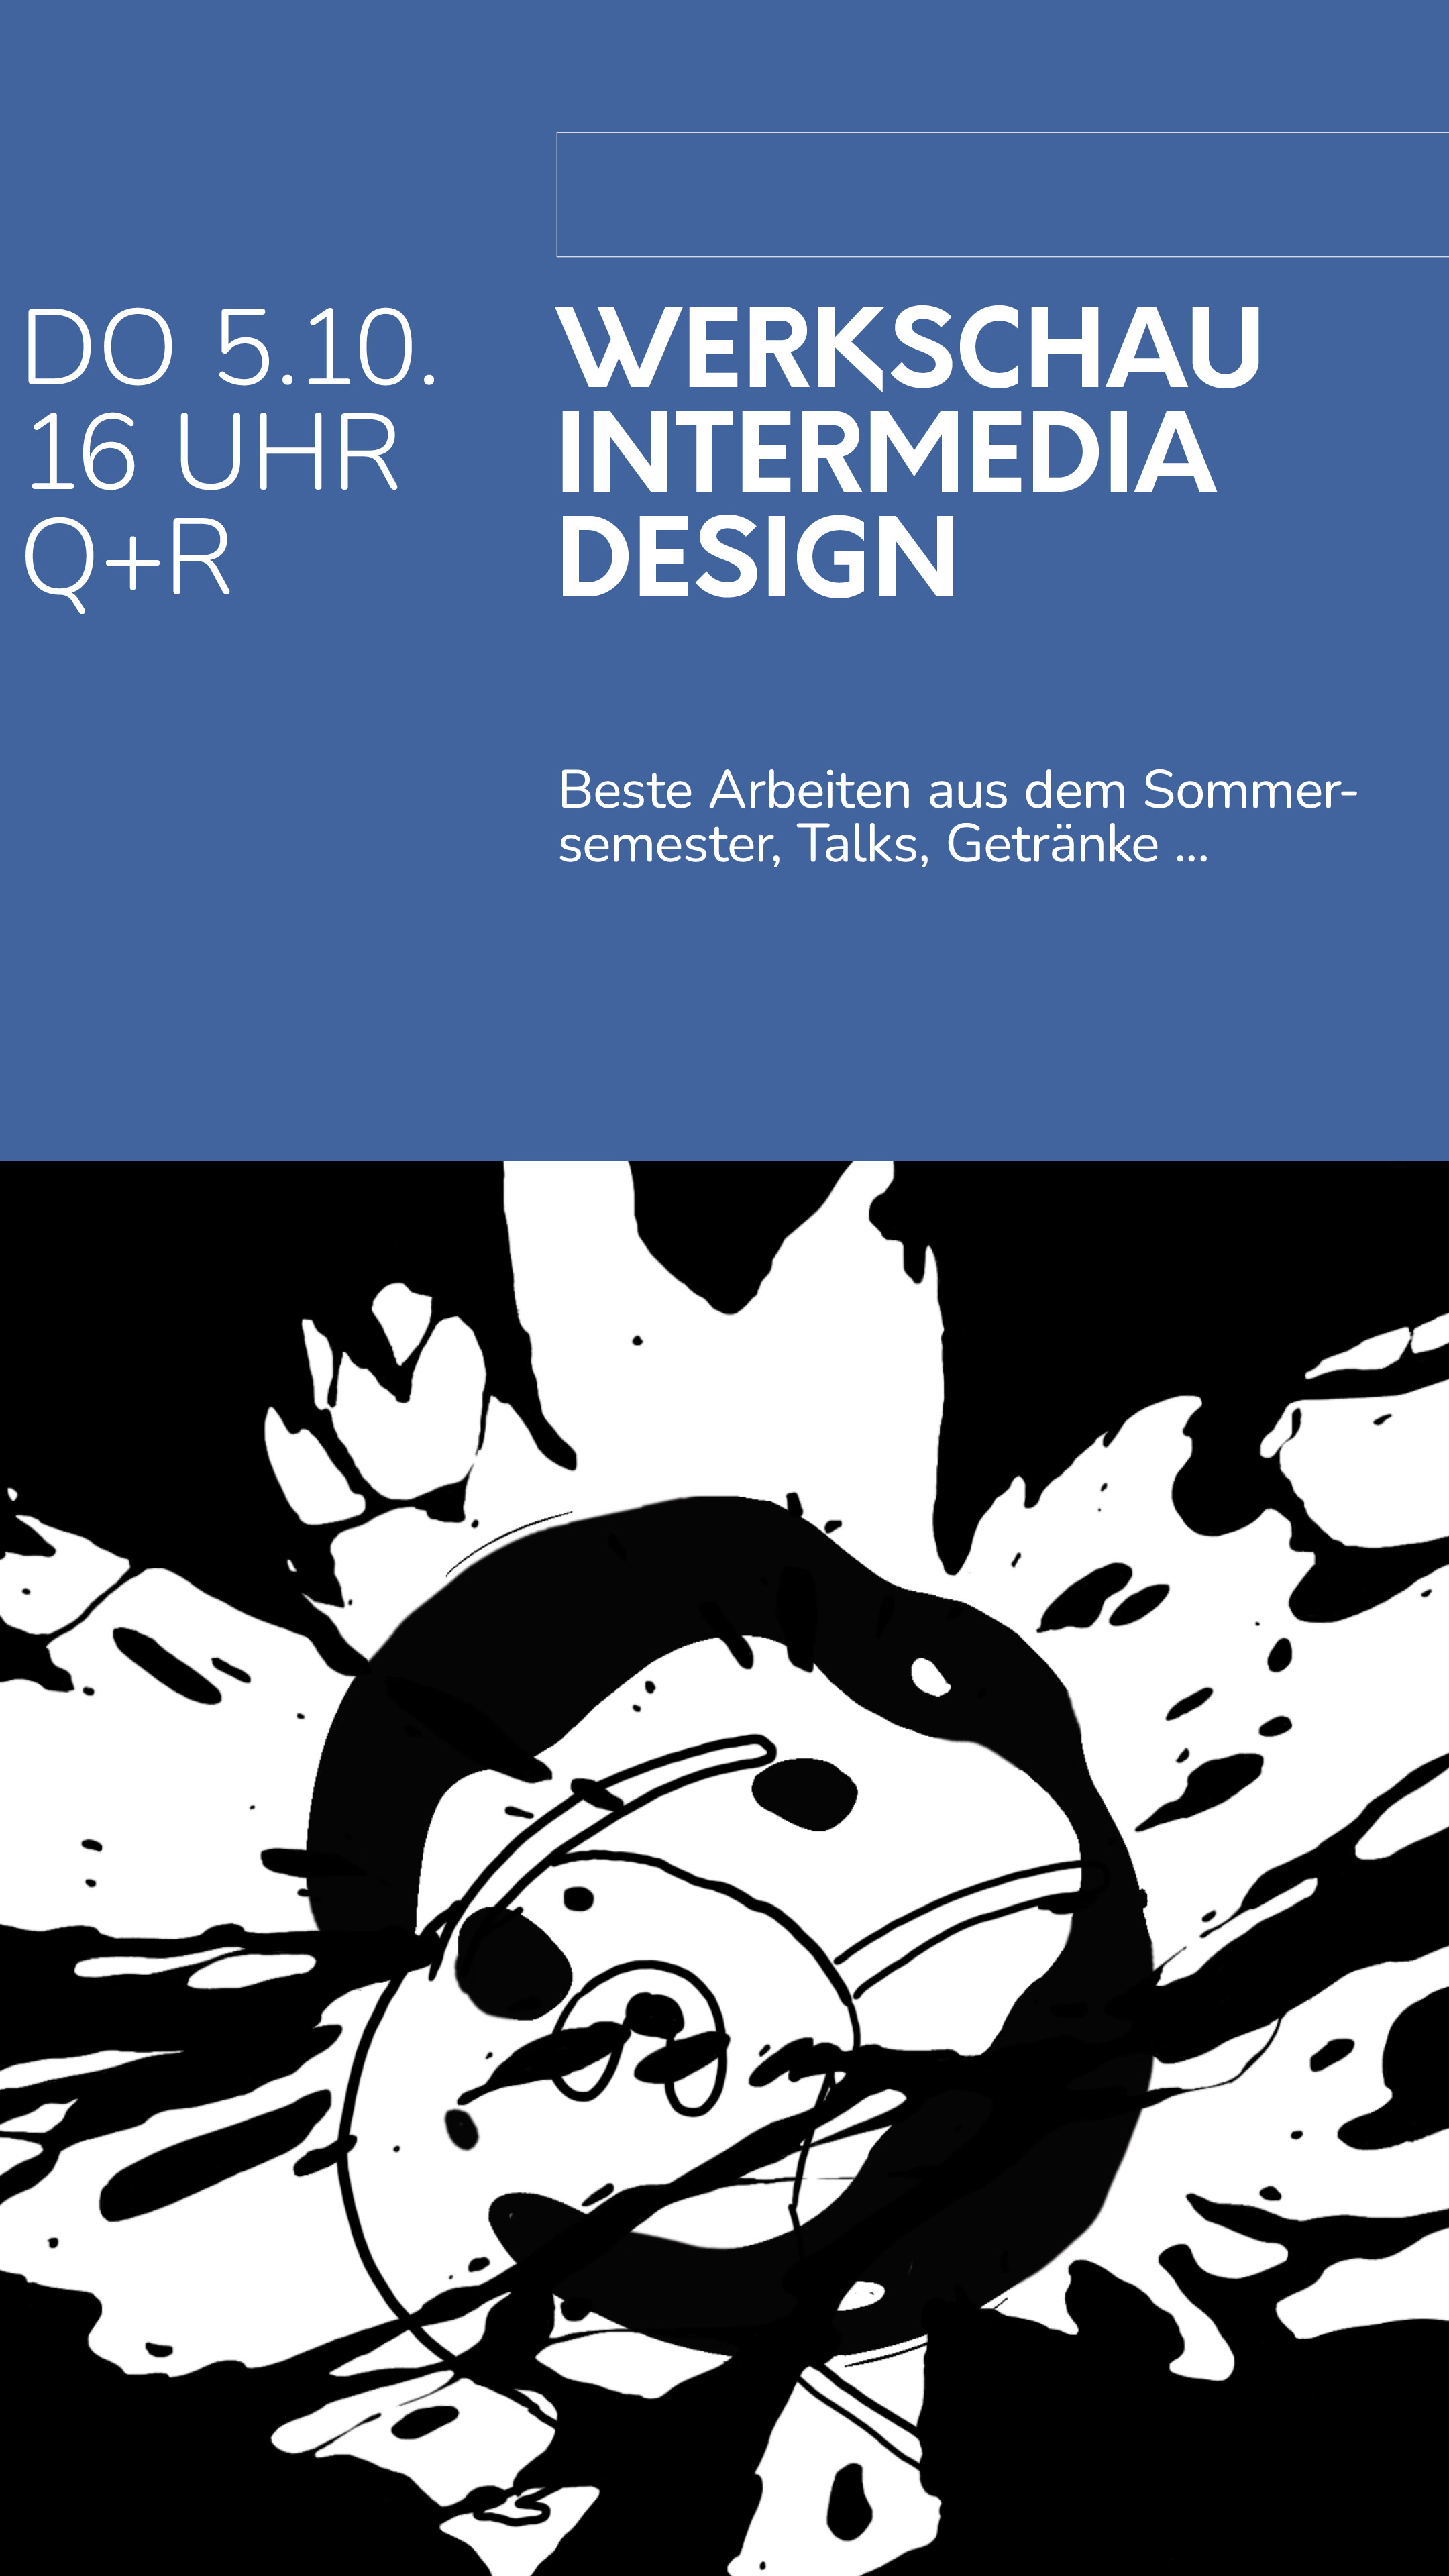 DO 5.10.
16 UHR
Q+R
WERKSCHAU
INTERMEDIA
DESIGN
Beste Arbeiten aus dem Sommer-
semester, Talks, Getränke ...